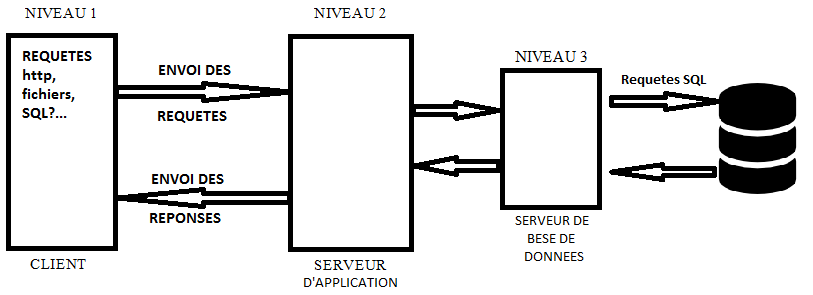 NIVEAU 1
REQUETES
http,
fichiers,
SQL?...
CLIENT
ENVOI DES
REQUETES
ENVOI DES
REPONSES
NIVEAU 2
SERVEUR
D'APPLICATION
NIVEAU 3
SERVEUR DE
BESE DE
DONNEES
Requetes SQL